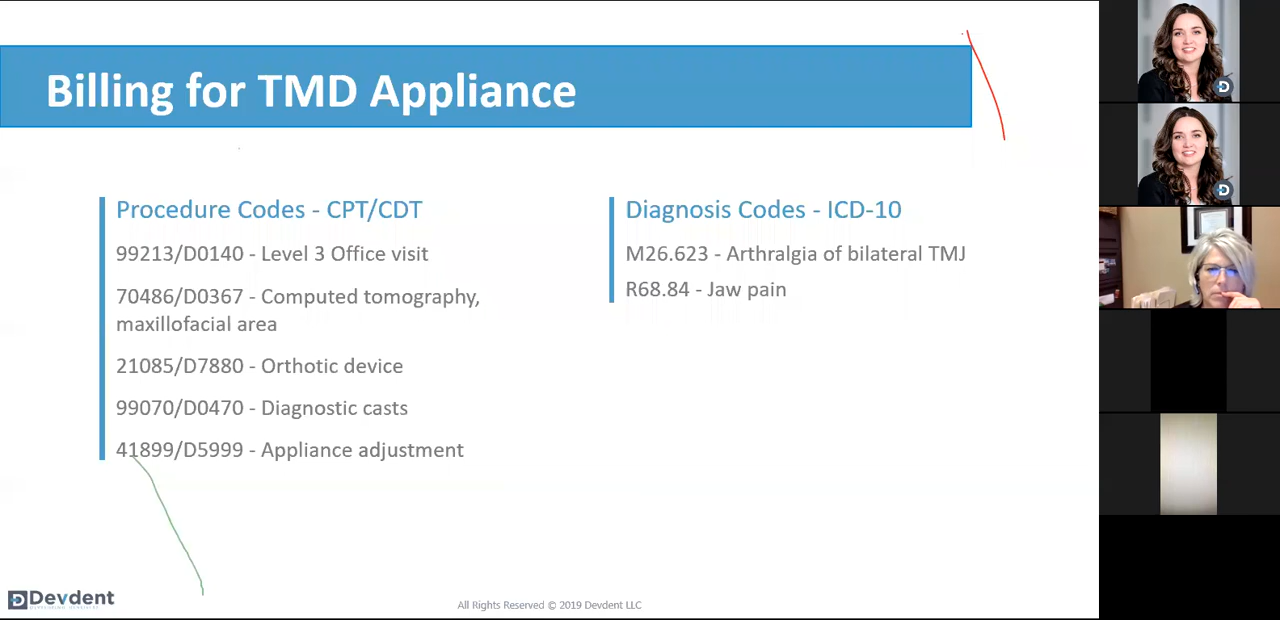 Billing for TMD Appliance
Procedure Codes - CPT/CDT
99213/D0140 - Level 3 Office visit
70486/D0367 - Computed tomography,
maxillofacial area
21085/D7880 - Orthotic device
99070/D0470 - Diagnostic casts
41899/D5999 - Appliance adjustment
Diagnosis Codes - ICD-10
M26.623 - Arthralgia of bilateral TMJ
R68.84 - Jaw pain
Devdent
All Rights Reserved © 2019 Devdent LLC